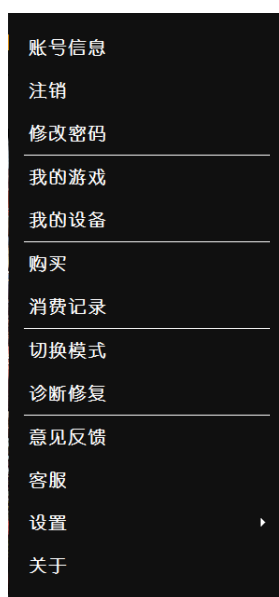 账号信息
注销
修改密码
我的游戏
我的设备
购买
消费记录
切换模式
诊断修复
意见反馈
客服
设置
关于